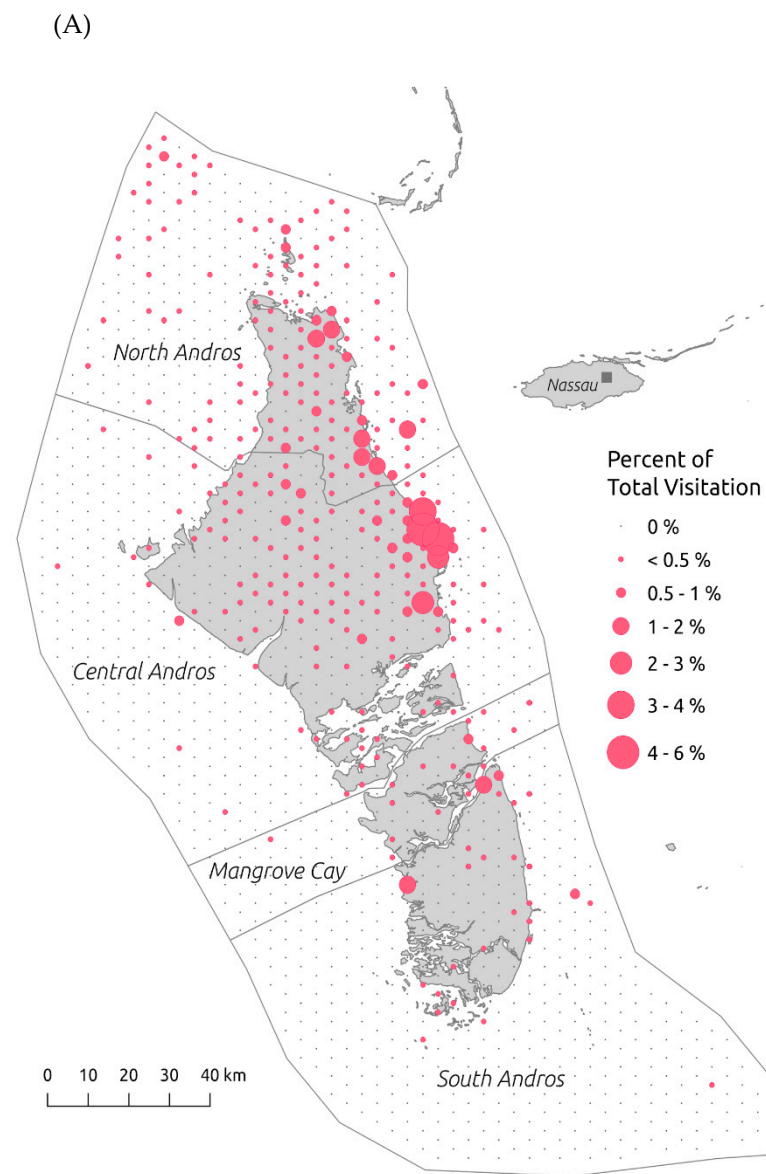 (A)
North Andros
Nassau
Percent of
Total Visitation
0 %
< 0.5 %
0.5 - 1 %
1 - 2 %
2 - 3 %
3 - 4 %
4 - 6 %
Central Andros
Mangrove Cay
South Andros
0 10 20 30 40 km